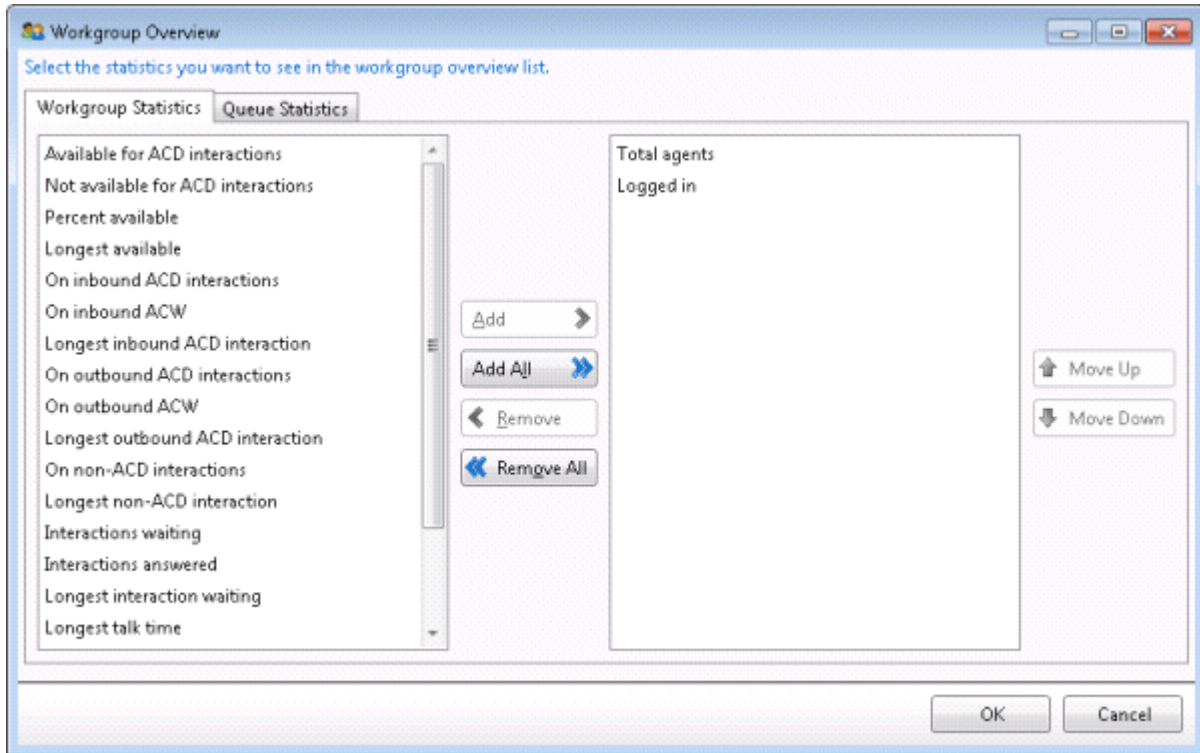 Workgroup Overview
Select the statistics you want to see in the workgroup overview list.
Workgroup Statistics
Queue Statistics
Available for ACD interactions
Not available for ACD interactions
Percent available
Longest available
On inbound ACD interactions
On inbound ACW
Longest inbound ACD interaction
On outbound ACD interactions
On outbound ACW
Longest outbound ACD interaction
On non-ACD interactions
Longest non-ACD interaction
Interactions waiting
Interactions answered
Longest interaction waiting
Longest talk time
Add
Add All
Remove
Remove All
Total agents
Logged in
Move Up
Move Down
OK
Cancel